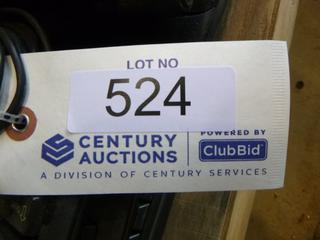 LOT NO
524
CENTURY AUCTIONS
POWERED BY
ClubBid
A DIVISION OF CENTURY SERVICES